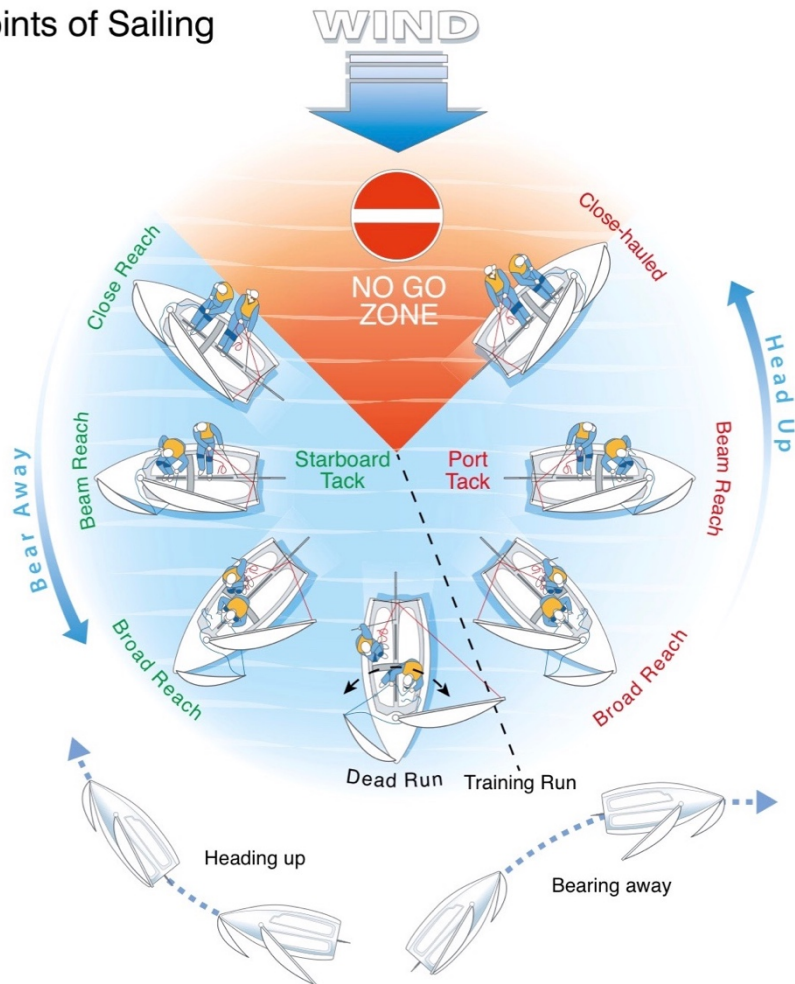 oints of Sailing
WIND
NO GO
ZONE
Close Reach
Close-hauled
Head Up
Beam Reach
Starboard
Tack
Port
Tack
Beam Reach
Bear Away
Broad Reach
Broad Reach
Dead Run
Training Run
Heading up
Bearing away